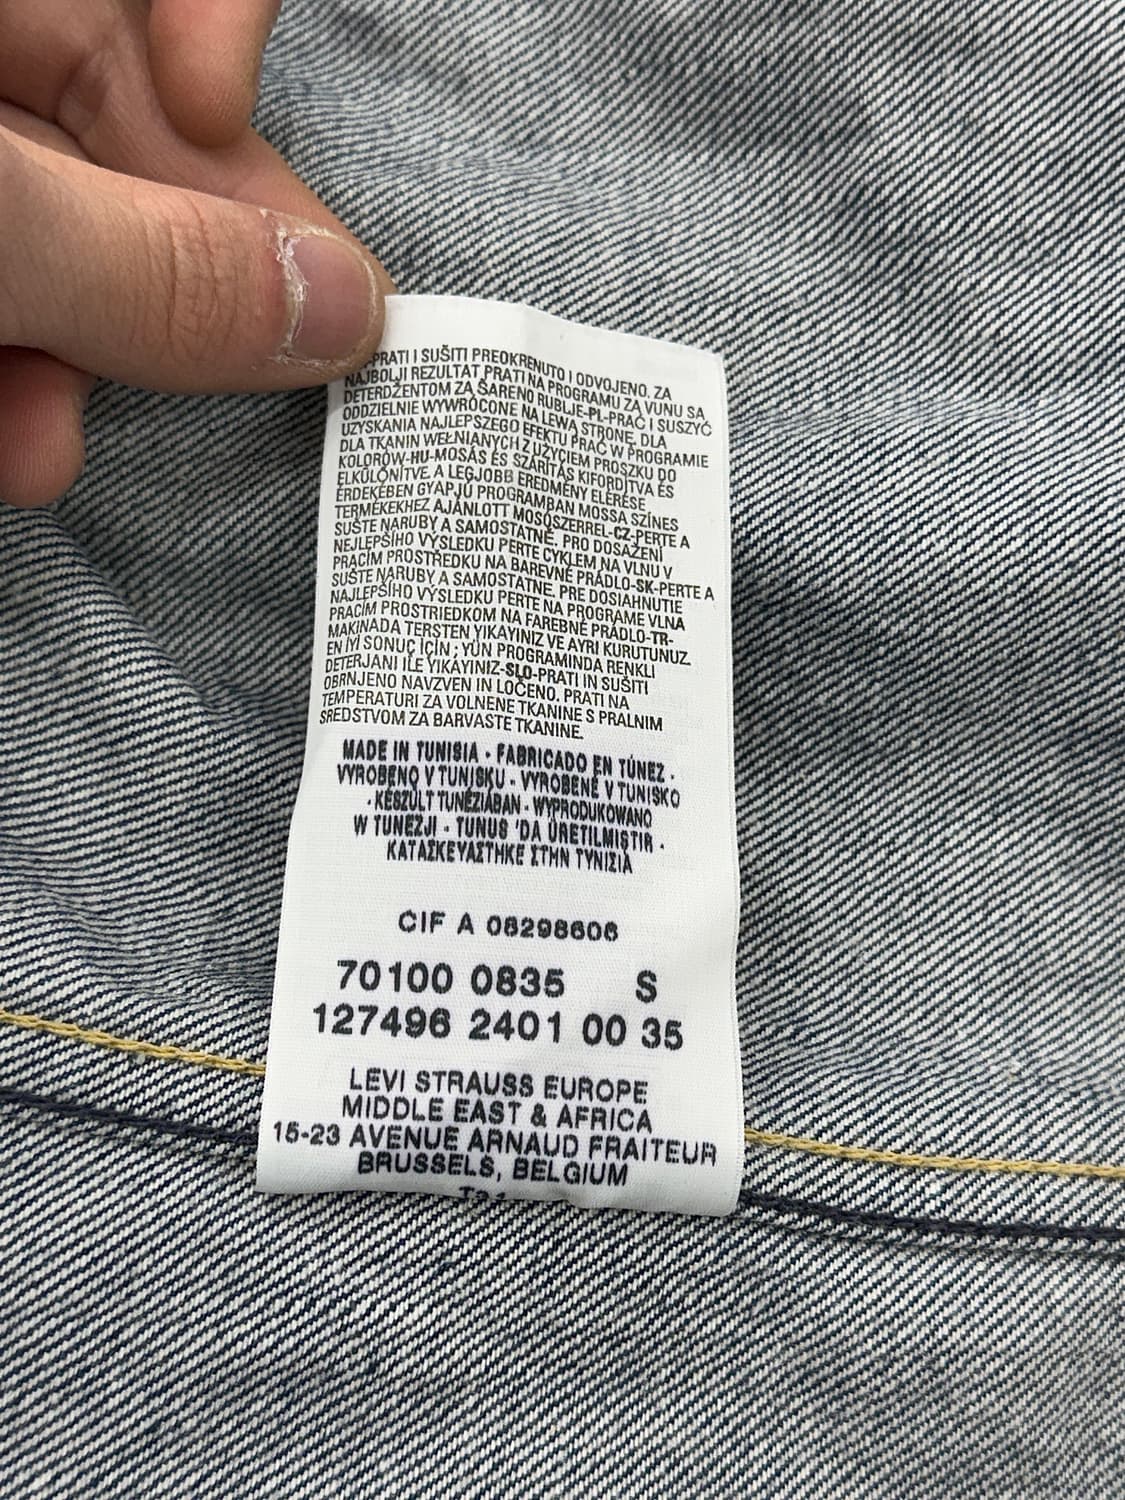 -PRATI I SUŠITI PREOKRENUTO I ODVOJENO. ZA
NAJBOLJI REZULTAT PRATI NA PROGRAMU ZA VUNU SA
DETERDŽENTOM ZA ŠARENO RUBLJE-PL-PRAĆ I SUSZYĆ
ODDZIELNIE WYWRÓCONE NA LEWĄ STRONĘ. DLA
UZYSKANIA NAJLEPSZEGO EFEKTU PRAĆ W PROGRAMIE
DLA TKANIN WEŁNIANYCH Z UŻYCIEM PROSZKU DO
KOLORÓW-HU-MOSÁS ÉS SZÁRÍTÁS KIFORDÍTVA ÉS
ELKÜLÖNÍTVE. A LEGJOBB EREDMÉNY ELÉRÉSE
ÉRDEKÉBEN GYAPJÚ PROGRAMBAN MOSSA SZÍNES
TERMÉKEKHEZ AJÁNLOTT MOSÓSZERREL-CZ-PERTE A
SUŠTE NARUBY A SAMOSTATNĚ. PRO DOSAŽENÍ
NEJLEPŠÍHO VÝSLEDKU PERTE CYKLEM NA VLNU V
PRACÍM PROSTŘEDKU NA BAREVNÉ PRÁDLO-SK-PERTE A
SUŠTE NARUBY A SAMOSTATNE. PRE DOSIAHNUTIE
NAJLEPŠIHO VÝSLEDKU PERTE NA PROGRAME VLNA
PRACÍM PROSTRIEDKOM NA FAREBNÉ PRÁDLO-TR-
MAKINADA TERSTEN YIKAYINIZ VE AYRI KURUTUNUZ.
EN İYİ SONUÇ İÇİN ; YÜN PROGRAMINDA RENKLI
DETERJANI ILE YIKAYINIZ-SLO-PRATI IN SUŠITI
OBRNJENO NAVZVEN IN LOČENO. PRATI NA
TEMPERATURI ZA VOLNENE TKANINE S PRALNIM
SREDSTVOM ZA BARVASTE TKANINE.
MADE IN TUNISIA - FABRICADO EN TÚNEZ -
VYROBENO V TUNISKU - VYROBENÉ V TUNISKO
- KÉSZÜLT TUNÉZIÁBAN - WYPRODUKOWANO
W TUNEZJI - TUNUS 'DA ÜRETILMIŞTIR -
ΚΑΤΑΣΚΕΥΑΣΤΗΚΕ ΣΤΗΝ ΤΥΝΙΖΙΑ
CIF A 08298606
70100 0835 S
127496 2401 00 35
LEVI STRAUSS EUROPE
MIDDLE EAST & AFRICA
15-23 AVENUE ARNAUD FRAITEUR
BRUSSELS, BELGIUM